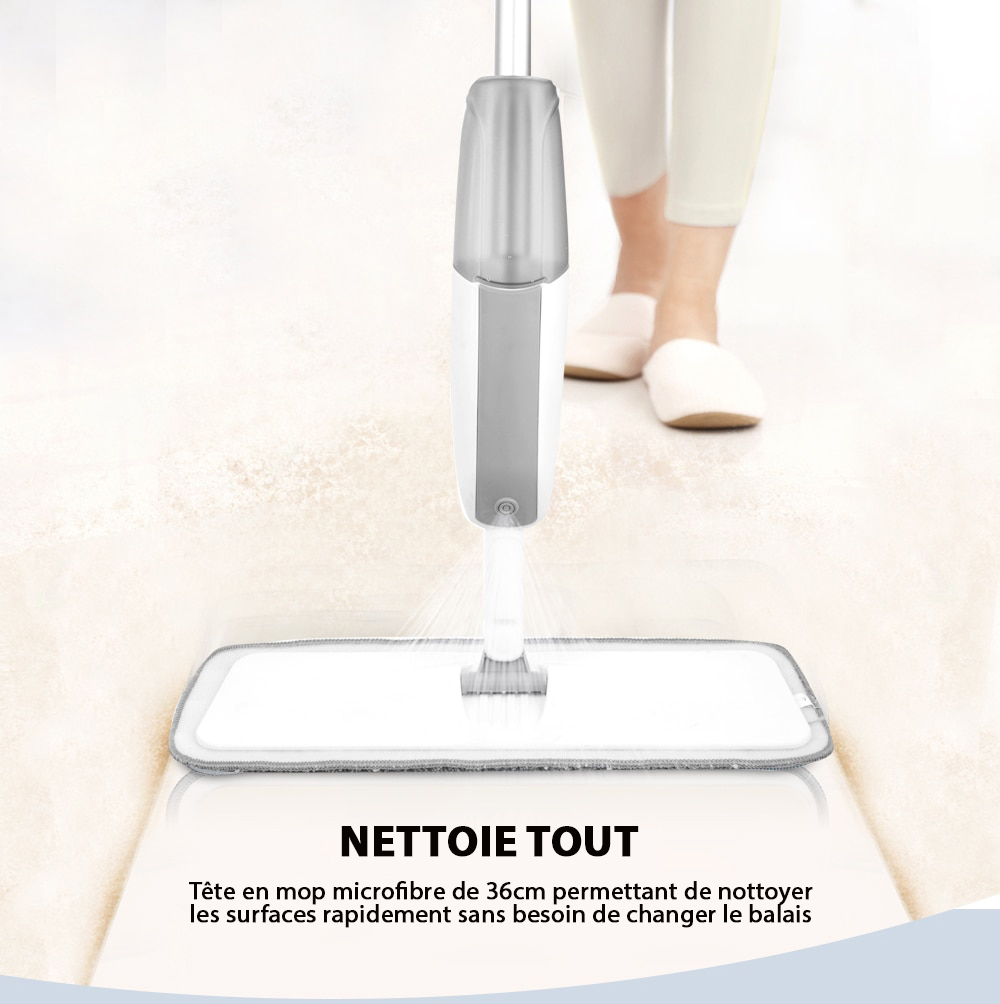 NETTOIE TOUT
Tête en mop microfibre de 36cm permettant de nottoyer
les surfaces rapidement sans besoin de changer le balais